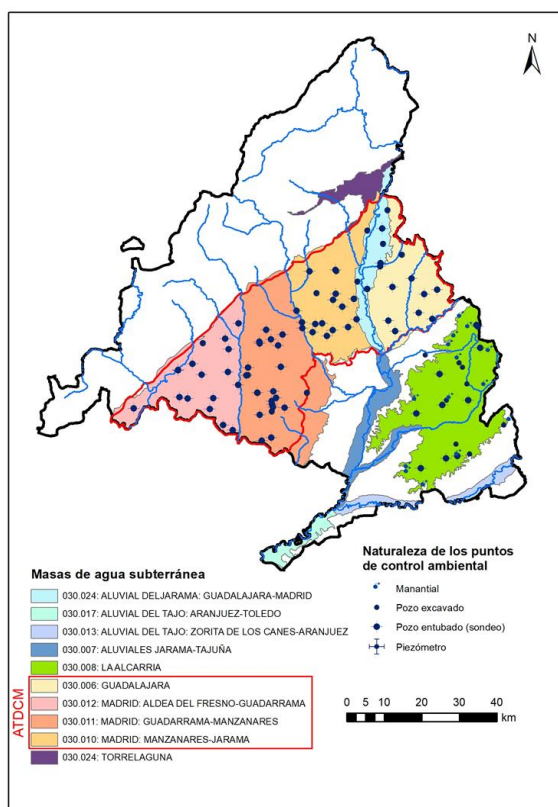 N
Masas de agua subterránea
030.024: ALUVIAL DELJARAMA: GUADALAJARA-MADRID
030.017: ALUVIAL DEL TAJO: ARANJUEZ-TOLEDO
030.013: ALUVIAL DEL TAJO: ZORITA DE LOS CANES-ARANJUEZ
030.007: ALUVIALES JARAMA-TAJUÑA
030.008: LA ALCARRIA
ATDCM
030.006: GUADALAJARA
030.012: MADRID: ALDEA DEL FRESNO-GUADARRAMA
030.011: MADRID: GUADARRAMA-MANZANARES
030.010: MADRID: MANZANARES-JARAMA
030.024: TORRELAGUNA
Naturaleza de los puntos
de control ambiental
Manantial
Pozo excavado
Pozo entubado (sondeo)
Piezómetro
0 5 10 20 30 40
km